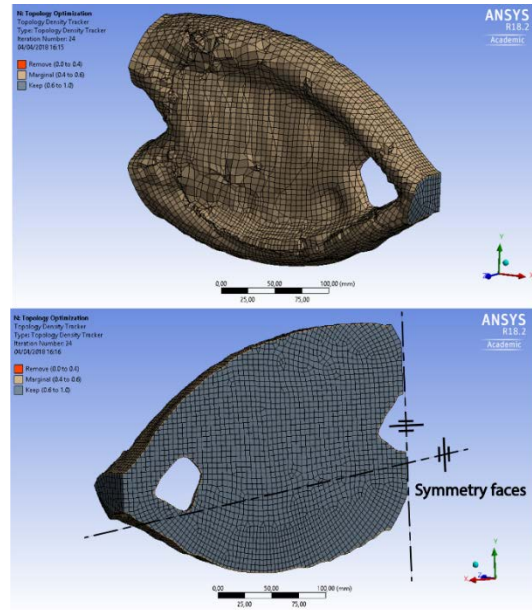 N: Topology Optimization
Topology Density Tracker
Type: Topology Density Tracker
Iteration Number: 24
04/04/2018 16:15
Remove (0.0 to 0.4)
Marginal (0.4 to 0.6)
Keep (0.6 to 1.0)
ANSYS
R18.2
Academic
Y
Z
X
0,00
50,00
100,00 (mm)
25,00
75,00
N: Topology Optimization
Topology Density Tracker
Type: Topology Density Tracker
Iteration Number: 24
04/04/2018 16:16
Remove (0.0 to 0.4)
Marginal (0.4 to 0.6)
Keep (0.6 to 1.0)
ANSYS
R18.2
Academic
Symmetry faces
Y
X
Z
0,00
50,00
100,00 (mm)
25,00
75,00